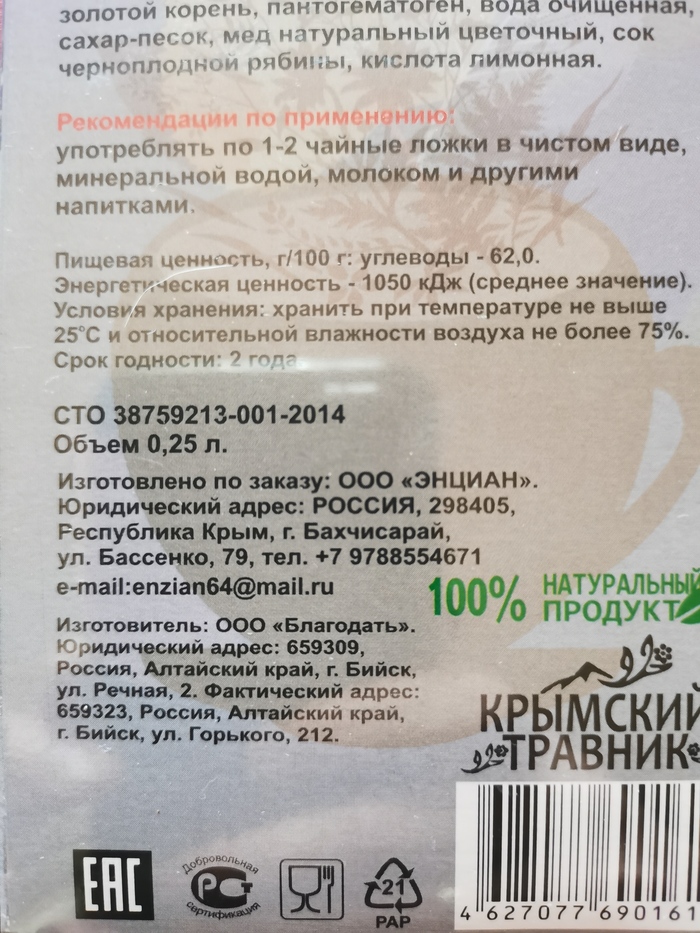 золотой корень, пантогематоген, вода очищенная,
сахар-песок, мед натуральный цветочный, сок
черноплодной рябины, кислота лимонная.
Рекомендации по применению:
употреблять по 1-2 чайные ложки в чистом виде,
минеральной водой, молоком и другими
напитками.
Пищевая ценность, г/100 г: углеводы - 62,0.
Энергетическая ценность - 1050 кДж (среднее значение).
Условия хранения: хранить при температуре не выше
25°С и относительной влажности воздуха не более 75%.
Срок годности: 2 года.
СТО 38759213-001-2014
Объем 0,25 л.
Изготовлено по заказу: ООО «ЭНЦИАН».
Юридический адрес: РОССИЯ, 298405,
Республика Крым, г. Бахчисарай,
ул. Бассенко, 79, тел. +7 9788554671
e-mail:enzian64@mail.ru
100% НАТУРАЛЬНЫЙ
ПРОДУКТ
Изготовитель: ООО «Благодать».
Юридический адрес: 659309,
Россия, Алтайский край, г. Бийск,
ул. Речная, 2. Фактический адрес:
659323, Россия, Алтайский край,
г. Бийск, ул. Горького, 212.
КРЫМСКИЙ
ТРАВНИК
ЕАС
Добровольная
РСТ
сертификация
21
PAP
4 627077 690161